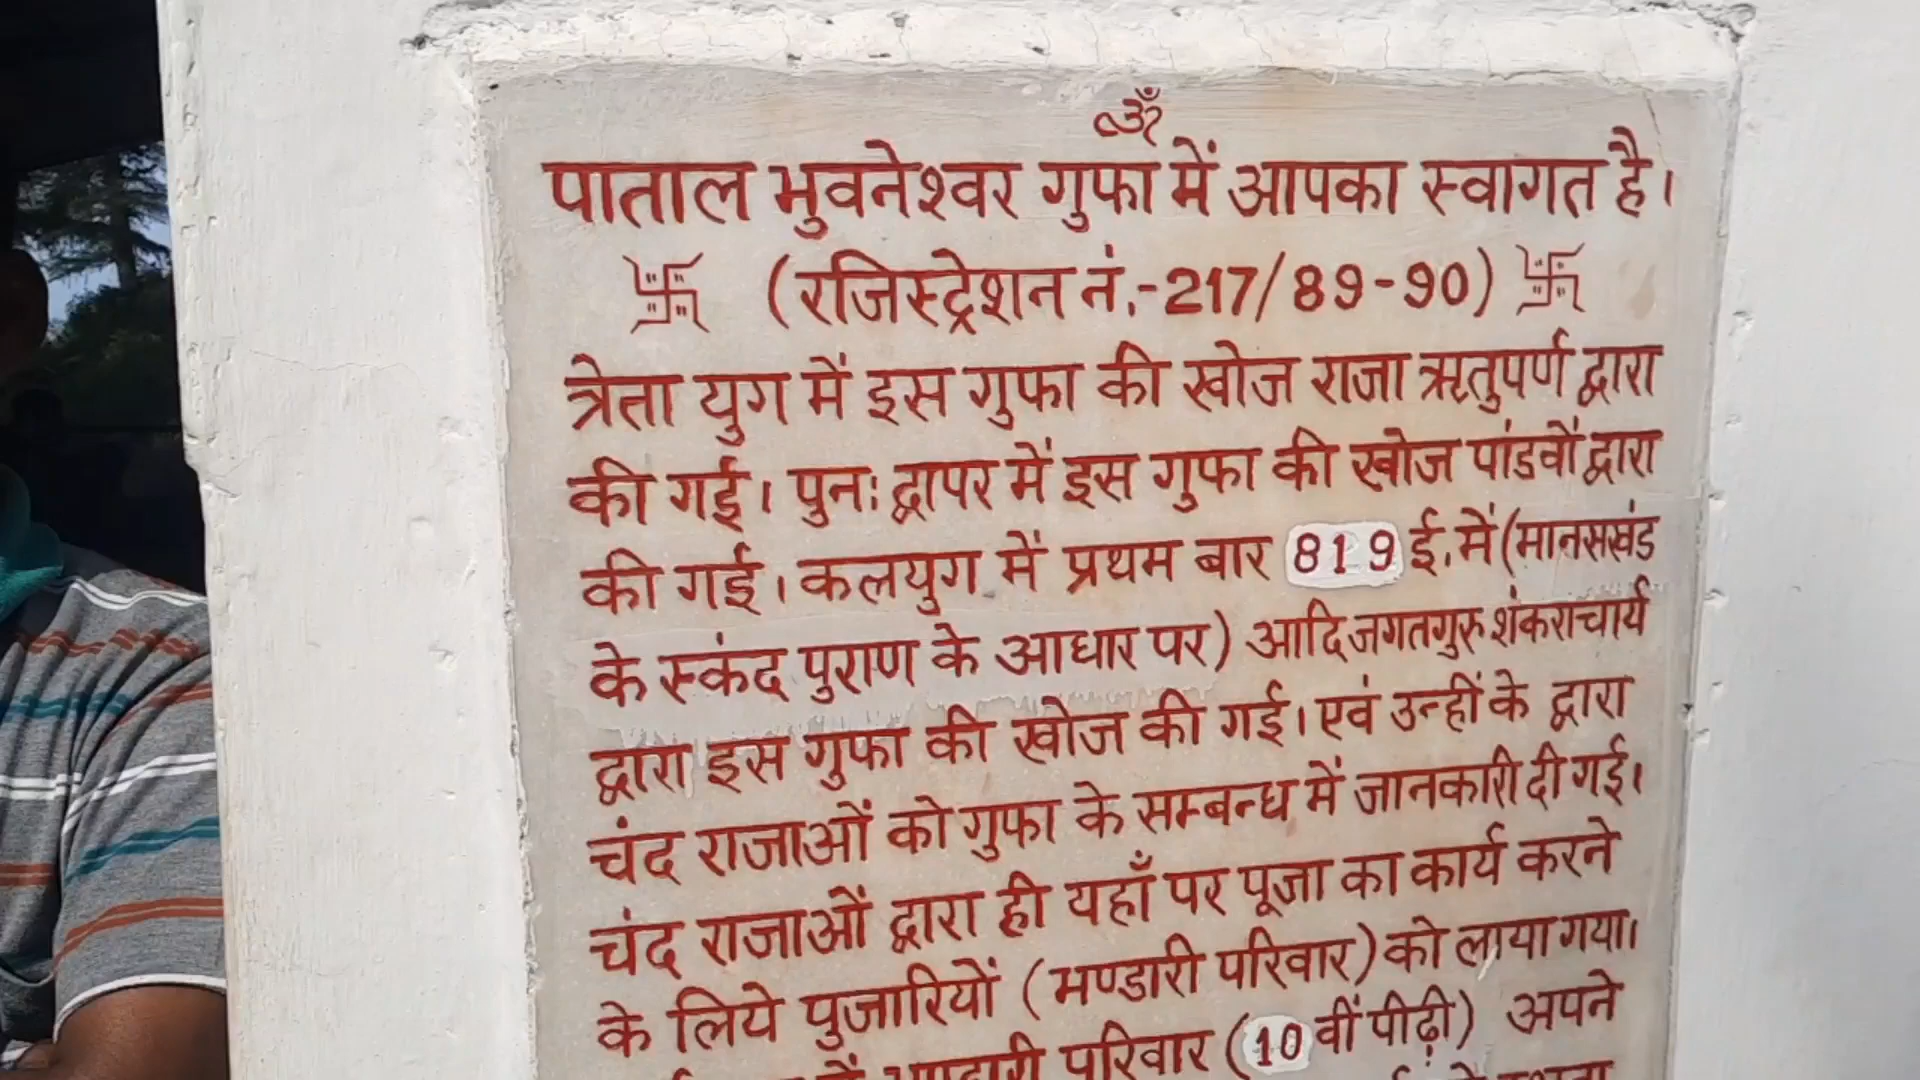 ॐ
पाताल भुवनेश्वर गुफा में आपका स्वागत है।
卐 (रजिस्ट्रेशन नं.-217/89-90) 卐
त्रेता युग में इस गुफा की खोज राजा ऋतुपर्ण द्वारा
की गई। पुनः द्वापर में इस गुफा की खोज पांडवों द्वारा
की गई। कलयुग में प्रथम बार 819 ई. में (मानसखंड
के स्कंद पुराण के आधार पर) आदि जगतगुरु शंकराचार्य
द्वारा इस गुफा की खोज की गई। एवं उन्हीं के द्वारा
चंद राजाओं को गुफा के सम्बन्ध में जानकारी दी गई।
चंद राजाओं द्वारा ही यहाँ पर पूजा का कार्य करने
के लिये पुजारियों (भण्डारी परिवार) को लाया गया।
परिवार (10 वीं पीढ़ी) अपने